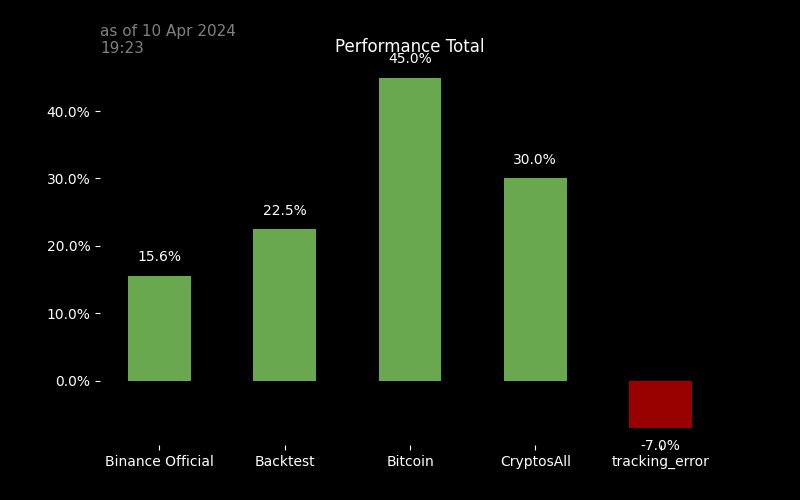 as of 10 Apr 2024
19:23
Performance Total
45.0%
40.0%
30.0%
30.0%
22.5%
20.0%
15.6%
10.0%
0.0%
-7.0%
Binance Official
Backtest
Bitcoin
CryptosAll
tracking_error